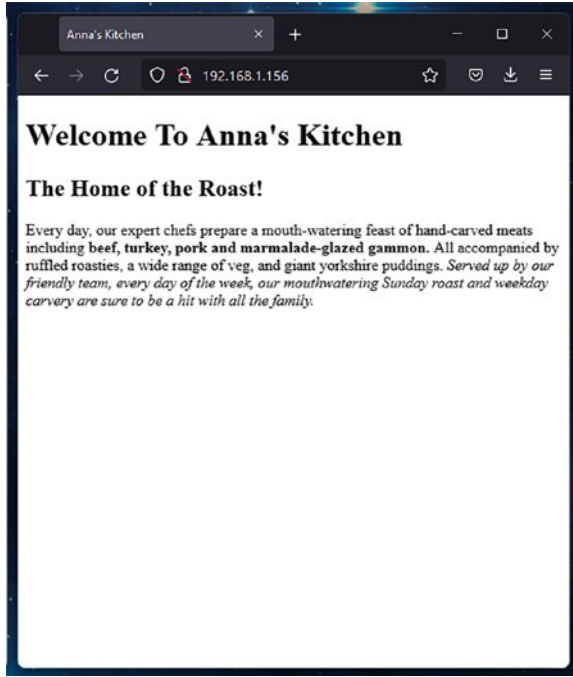 Anna's Kitchen
192.168.1.156
Welcome To Anna's Kitchen
The Home of the Roast!
Every day, our expert chefs prepare a mouth-watering feast of hand-carved meats
including beef, turkey, pork and marmalade-glazed gammon. All accompanied by
ruffled roasties, a wide range of veg, and giant yorkshire puddings. Served up by our
friendly team, every day of the week, our mouthwatering Sunday roast and weekday
carvery are sure to be a hit with all the family.